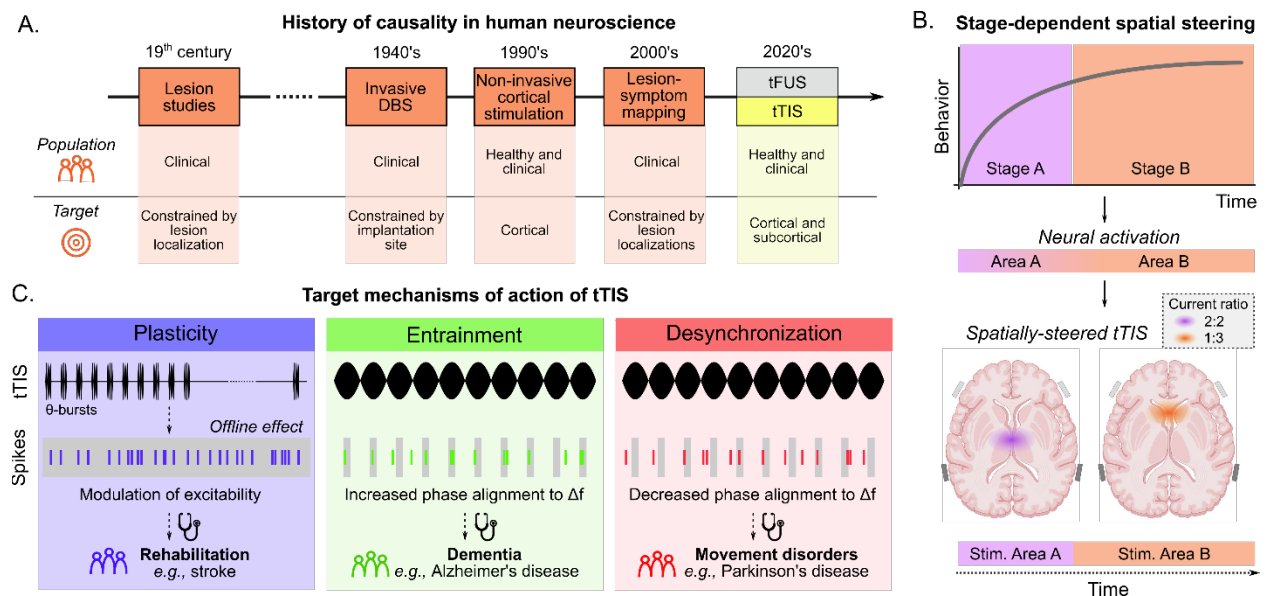 A.
History of causality in human neuroscience
19th century
1940's
1990's
2000's
2020's
Lesion
studies
Invasive
DBS
Non-invasive
cortical
stimulation
Lesion-
symptom
mapping
tFUS
tTIS
Population
Clinical
Clinical
Healthy and
clinical
Clinical
Healthy and
clinical
Target
Constrained by
lesion
localization
Constrained by
implantation
site
Cortical
Constrained by
lesion
localizations
Cortical and
subcortical
B.
Stage-dependent spatial steering
Behavior
Stage A
Stage B
Time
Neural activation
Area A
Area B
Current ratio
2:2
1:3
Spatially-steered tTIS
Stim. Area A
Stim. Area B
Time
C.
Target mechanisms of action of tTIS
tTIS
Spikes
Plasticity
θ-bursts
Offline effect
Modulation of excitability
Rehabilitation
e.g., stroke
Entrainment
Increased phase alignment to Δf
Dementia
e.g., Alzheimer's disease
Desynchronization
Decreased phase alignment to Δf
Movement disorders
e.g., Parkinson's disease